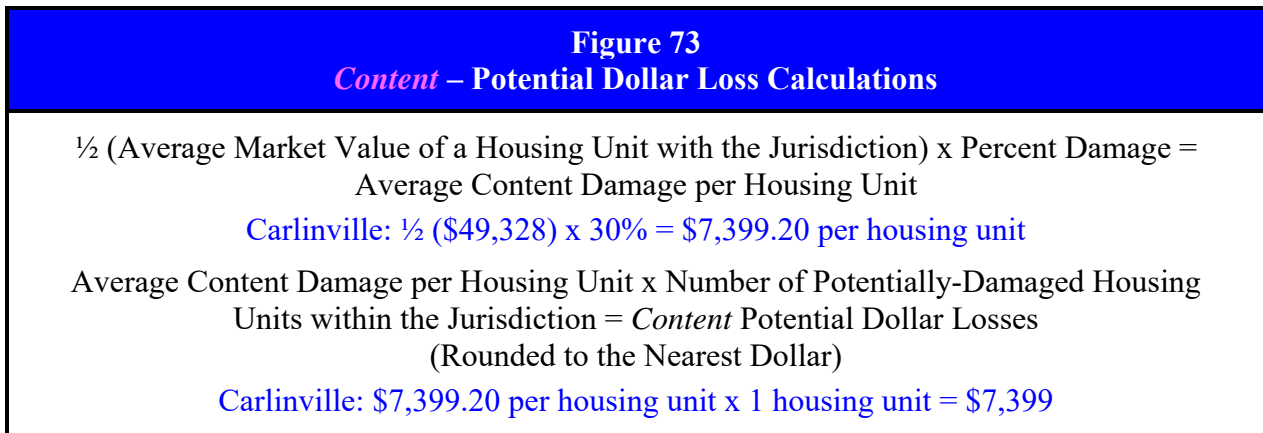 Figure 73
Content – Potential Dollar Loss Calculations
½ (Average Market Value of a Housing Unit with the Jurisdiction) x Percent Damage =
Average Content Damage per Housing Unit
Carlinville: ½ ($49,328) x 30% = $7,399.20 per housing unit
Average Content Damage per Housing Unit x Number of Potentially-Damaged Housing
Units within the Jurisdiction = Content Potential Dollar Losses
(Rounded to the Nearest Dollar)
Carlinville: $7,399.20 per housing unit x 1 housing unit = $7,399